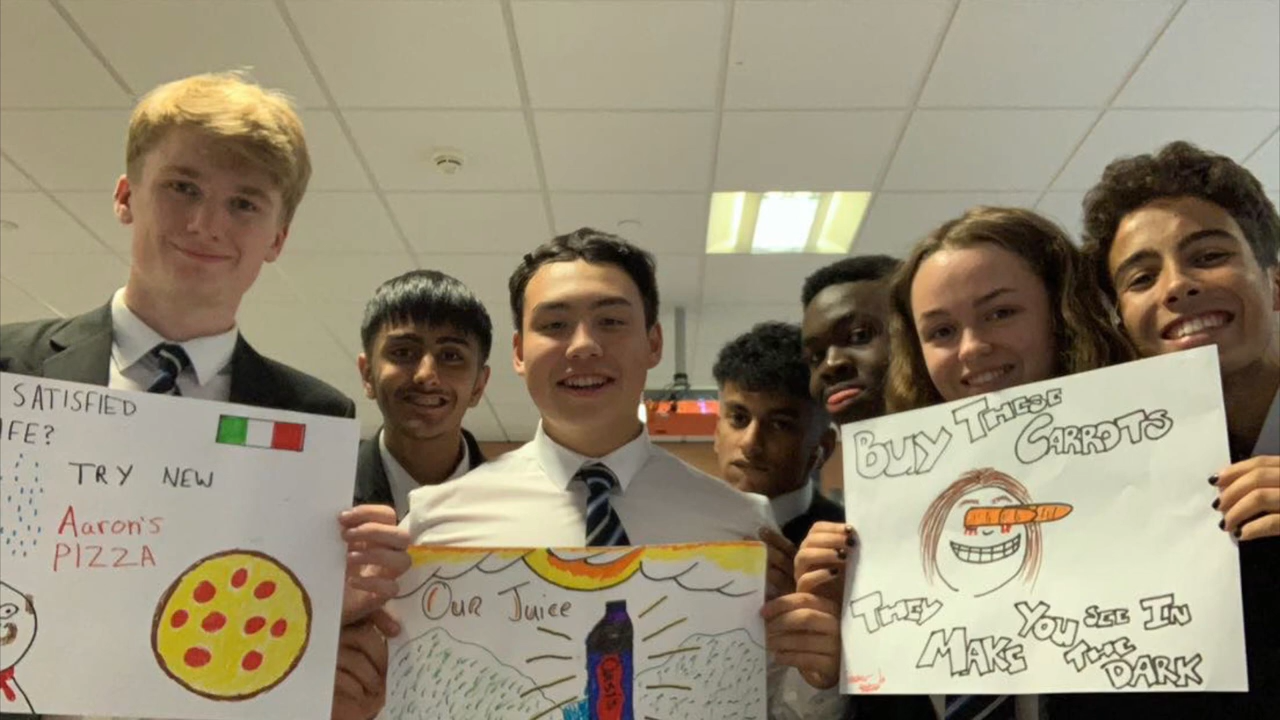 SATISFIED
IFE?
TRY NEW
Aaron's
PIZZA
Our Juice
BUY THESE
CARROTS
THEY
MAKE
YOU SEE IN
THE
DARK